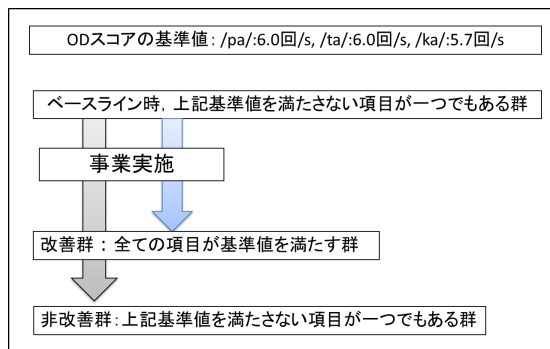 ODスコアの基準値: /pa/:6.0回/s, /ta/:6.0回/s, /ka/:5.7回/s
ベースライン時, 上記基準値を満たさない項目が一つでもある群
事業実施
改善群 : 全ての項目が基準値を満たす群
非改善群:上記基準値を満たさない項目が一つでもある群